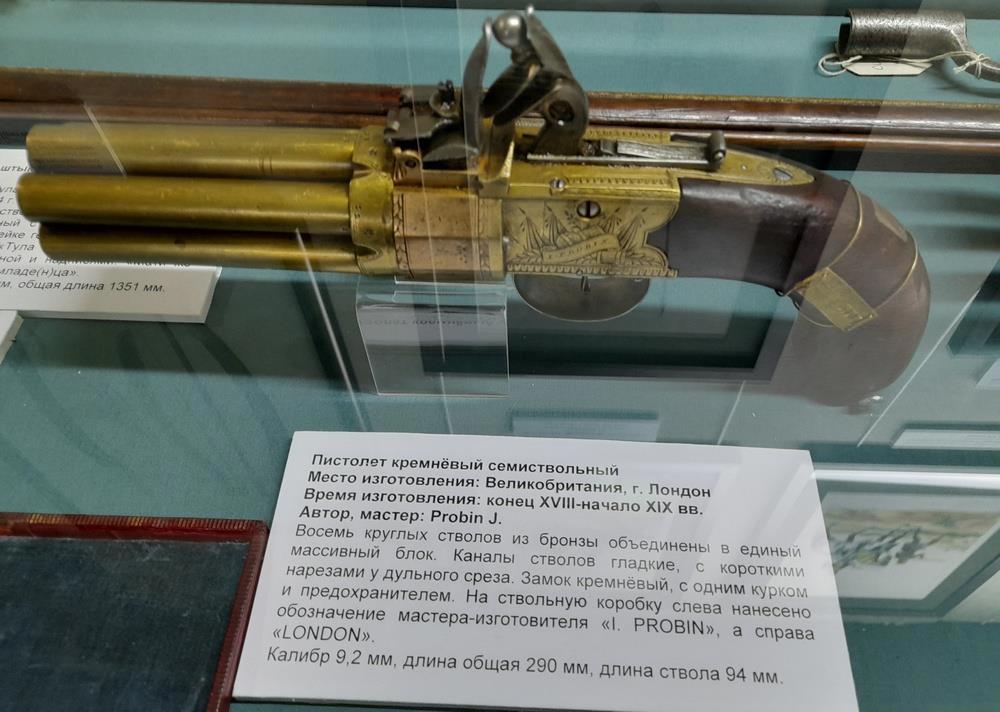 общая длина 1351 мм.
Пистолет кремнёвый семиствольный
Место изготовления: Великобритания, г. Лондон
Время изготовления: конец XVIII-начало XIX вв.
Автор, мастер: Probin J.
Восемь круглых стволов из бронзы объединены в единый
массивный блок. Каналы стволов гладкие, с короткими
нарезами у дульного среза. Замок кремнёвый, с одним курком
и предохранителем. На ствольную коробку слева нанесено
обозначение мастера-изготовителя «I. PROBIN», а справа
«LONDON».
Калибр 9,2 мм, длина общая 290 мм, длина ствола 94 мм.